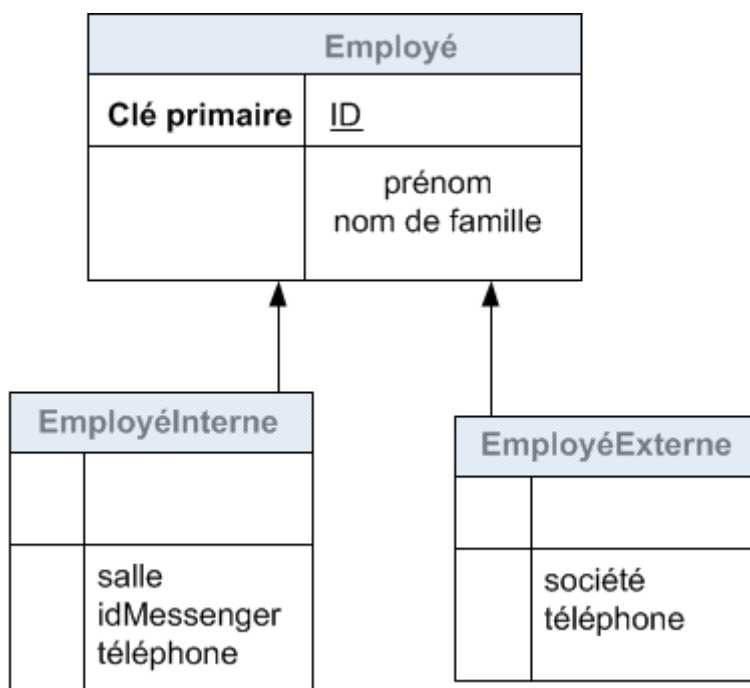 Employé
Clé primaire ID
prénom
nom de famille
EmployéInterne
salle
idMessenger
téléphone
EmployéExterne
société
téléphone